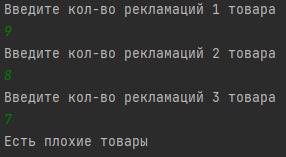 Введите кол-во рекламаций 1 товара
9
Введите кол-во рекламаций 2 товара
8
Введите кол-во рекламаций 3 товара
7
Есть плохие товары